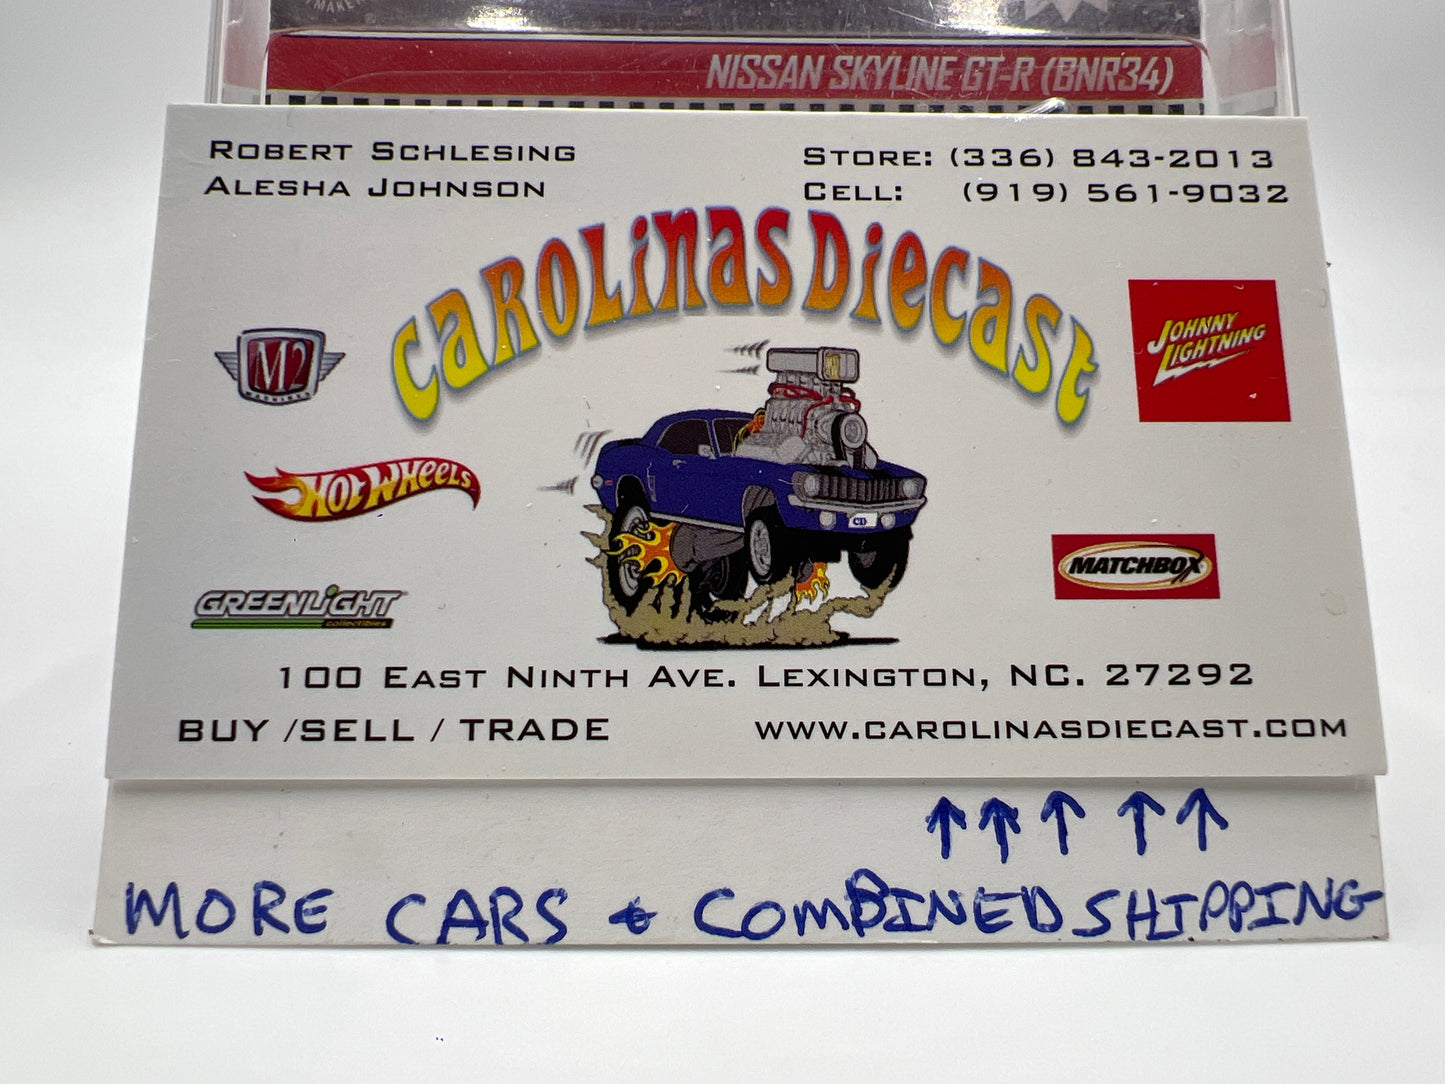 NISSAN SKYLINE GT-R (BNR34)
ROBERT SCHLESING
ALESHA JOHNSON
STORE: (336) 843-2013
CELL: (919) 561-9032
CAROLINAS DIECAST
M2
MACHINES
JOHNNY
LIGHTNING
HOT WHEELS
MATCHBOX
GREENLIGHT
collectibles
100 EAST NINTH AVE. LEXINGTON, NC. 27292
BUY /SELL / TRADE
WWW.CAROLINASDIECAST.COM
↑↑↑↑↑
MORE CARS & COMBINED SHIPPING